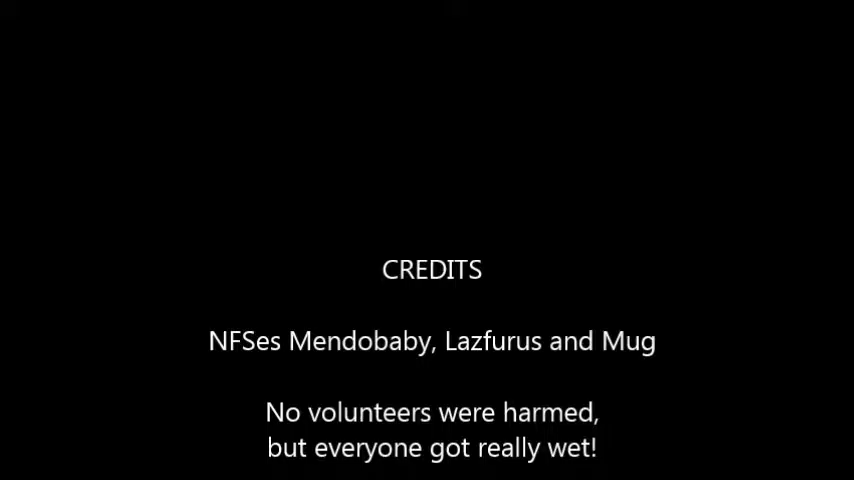 CREDITS
NFSes Mendobaby, Lazfurus and Mug
No volunteers were harmed,
but everyone got really wet!